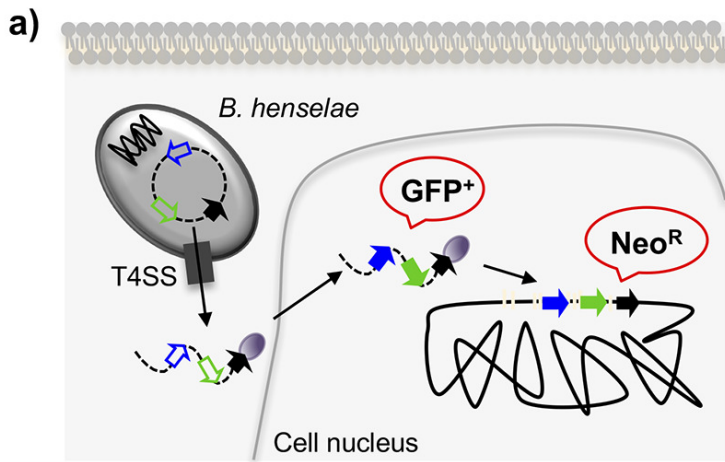 a)
B. henselae
GFP⁺
Neoᴿ
T4SS
Cell nucleus